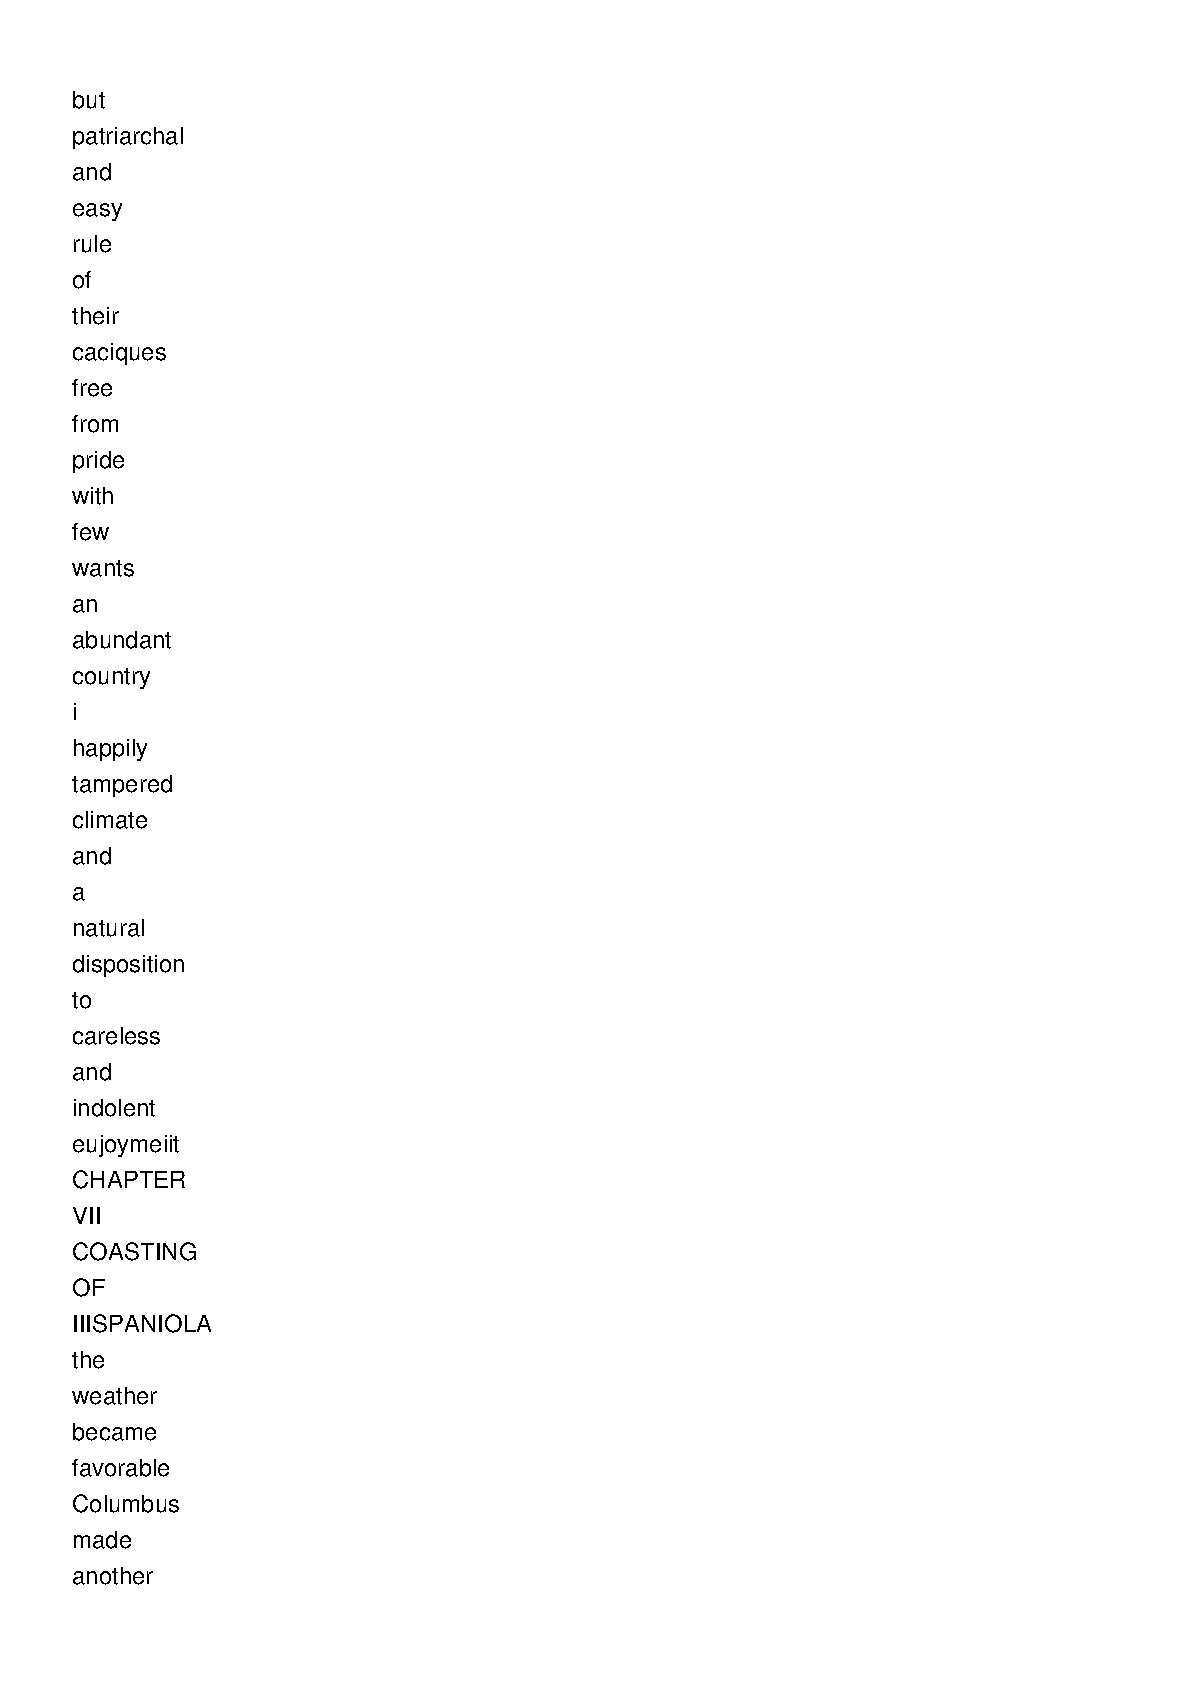 but
patriarchal
and
easy
rule
of
their
caciques
free
from
pride
with
few
wants
an
abundant
country
i
happily
tampered
climate
and
a
natural
disposition
to
careless
and
indolent
eujoymeiit
CHAPTER
VII
COASTING
OF
IIISPANIOLA
the
weather
became
favorable
Columbus
made
another